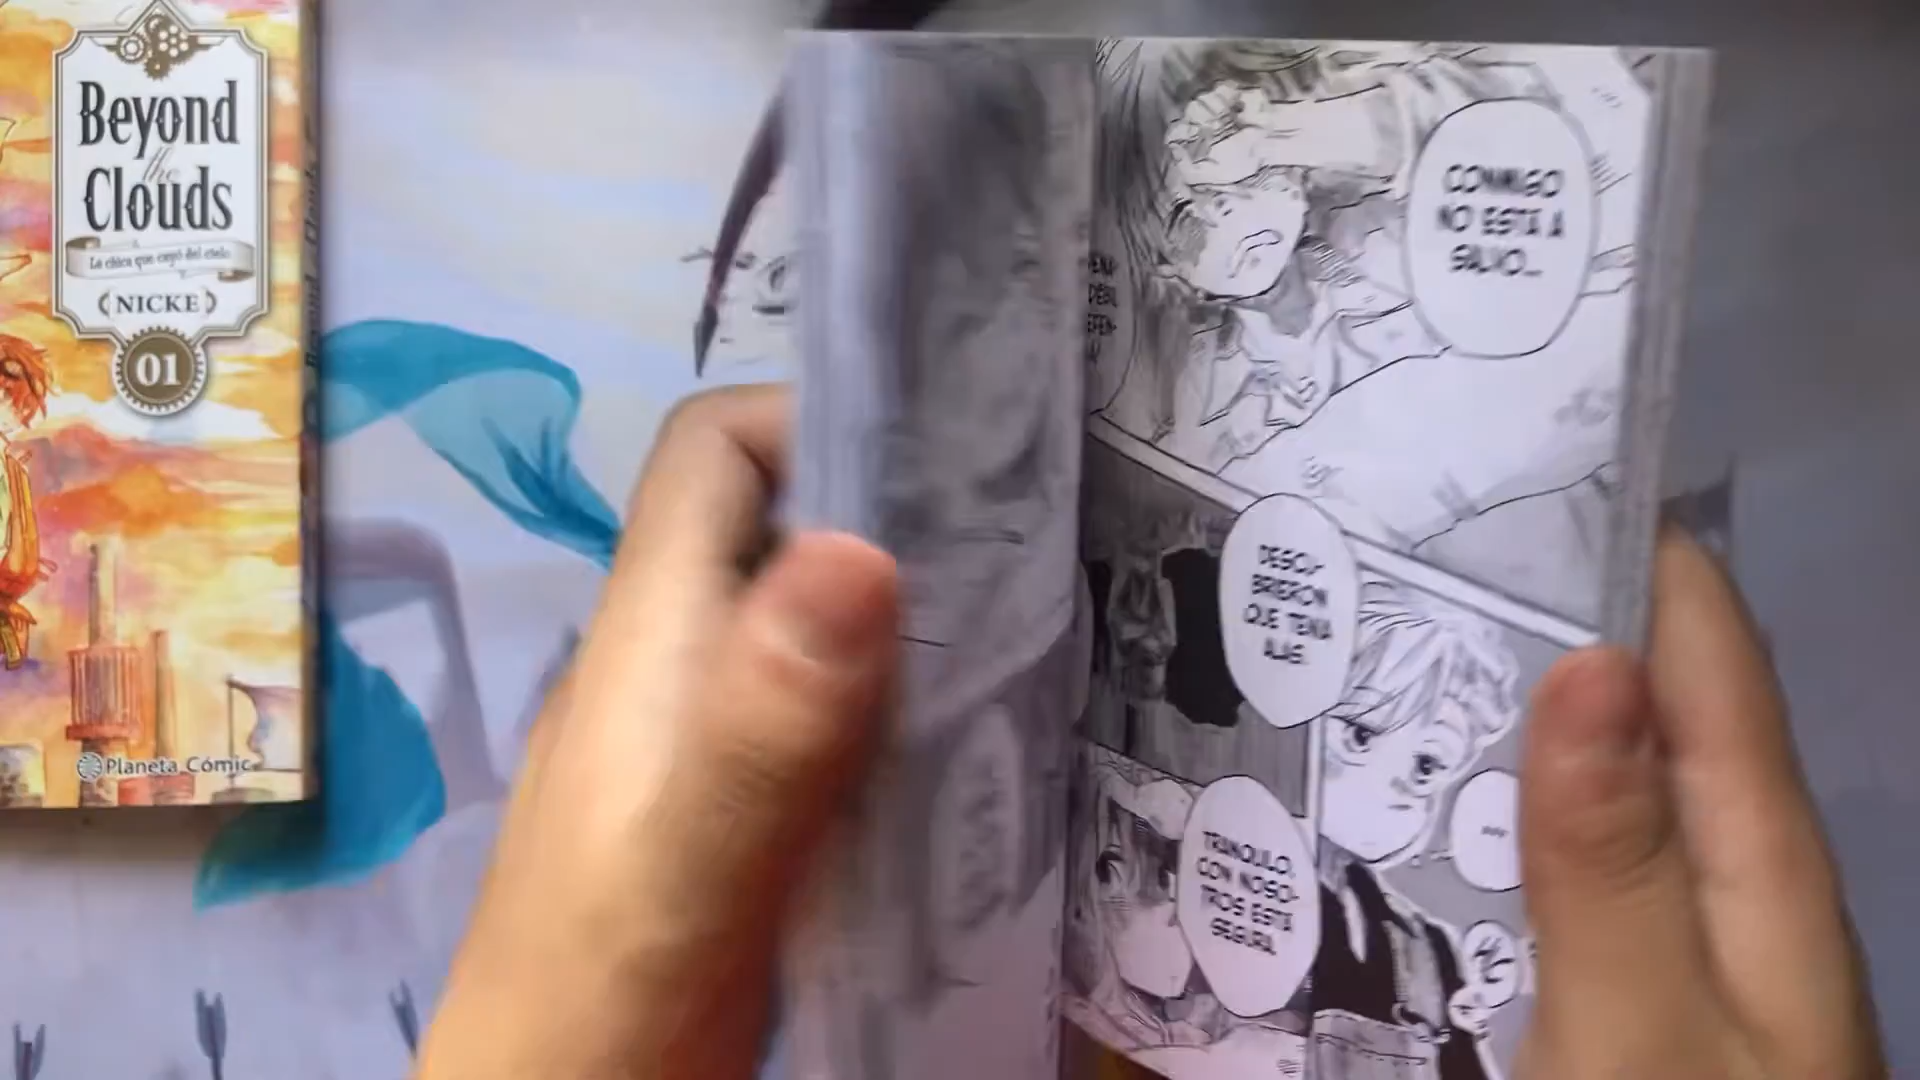 Beyond
the
Clouds
La chica que cayó del cielo
NICKE
01
Planeta Cómic
CONMIGO
NO ESTÁ A
SALVO...
DESCU-
BRIERON
QUE TENÍA
ALAS.
TRANQUILO,
CON NOSO-
TROS ESTÁ
SEGURA.